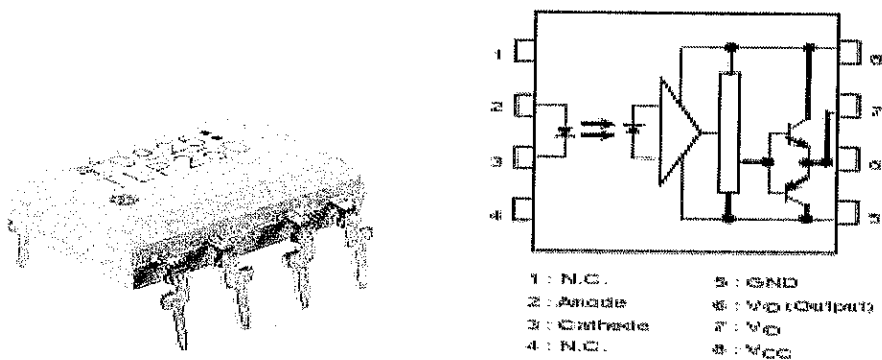 1
2
3
4
8
7
6
5
1 : N.C.
2 : Anode
3 : Cathode
4 : N.C.
5 : GND
6 : VO (Output)
7 : VO
8 : VCC